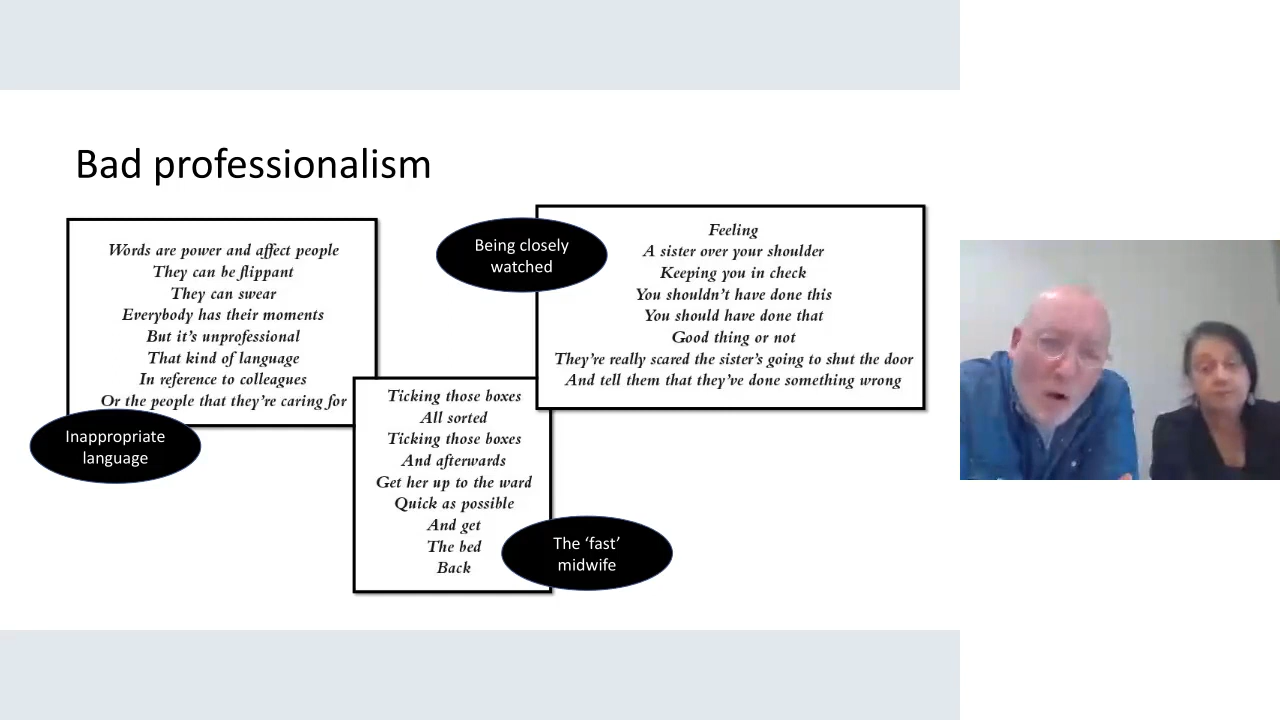 Bad professionalism
Words are power and affect people
They can be flippant
They can swear
Everybody has their moments
But it's unprofessional
That kind of language
In reference to colleagues
Or the people that they're caring for
Inappropriate
language
Being closely
watched
Feeling
A sister over your shoulder
Keeping you in check
You shouldn't have done this
You should have done that
Good thing or not
They're really scared the sister's going to shut the door
And tell them that they've done something wrong
Ticking those boxes
All sorted
Ticking those boxes
And afterwards
Get her up to the ward
Quick as possible
And get
The bed
Back
The ‘fast’
midwife